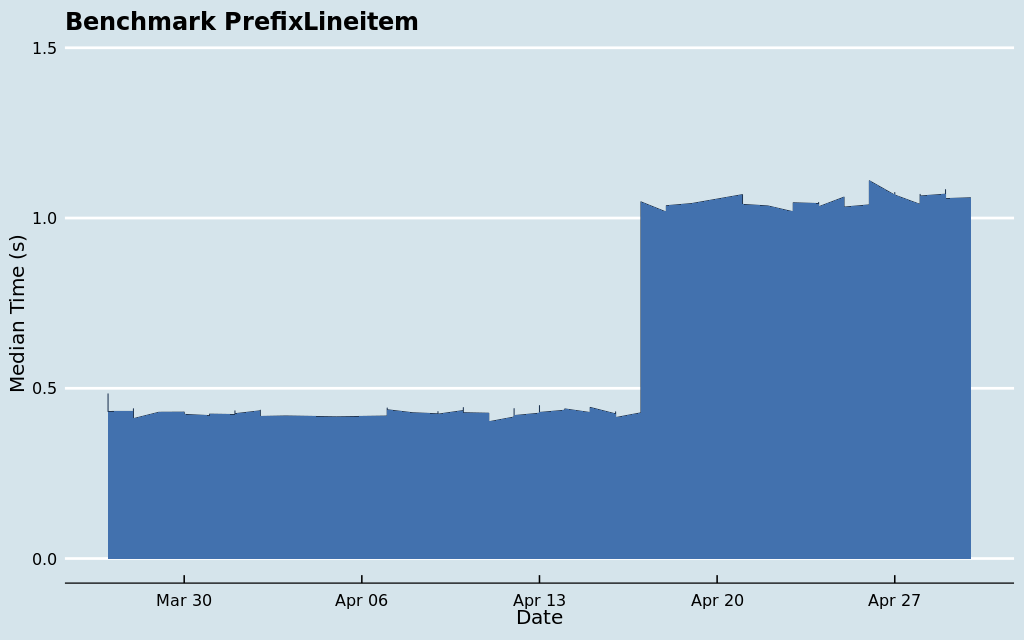 Benchmark PrefixLineitem
1.5
1.0
0.5
0.0
Median Time (s)
Mar 30
Apr 06
Apr 13
Apr 20
Apr 27
Date